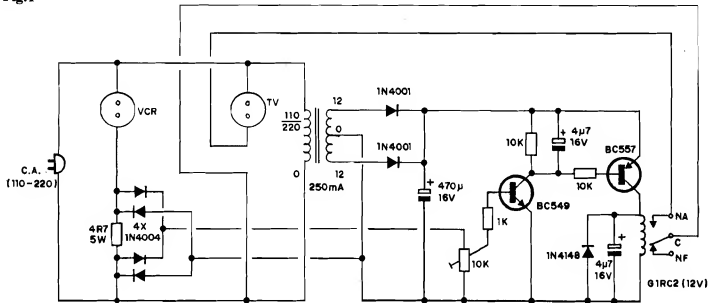 Fig.1
VCR
TV
C.A.
(110-220)
4R7
5W
4X
1N4004
110
220
0
250mA
12
0
12
1N4001
1N4001
470µ
16V
10K
1K
10K
4µ7
16V
10K
BC549
BC557
1N4148
4µ7
16V
NA
C
NF
G1RC2 (12V)